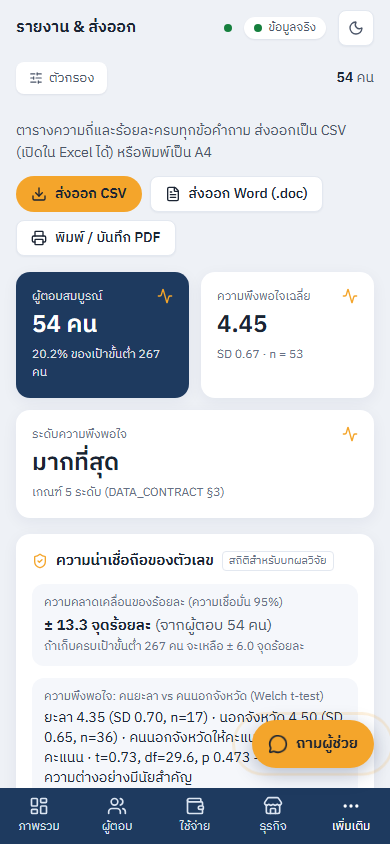 รายงาน & ส่งออก
ข้อมูลจริง
ตัวกรอง
54 คน
ตารางความถี่และร้อยละครบทุกข้อคำถาม ส่งออกเป็น CSV
(เปิดใน Excel ได้) หรือพิมพ์เป็น A4
ส่งออก CSV
ส่งออก Word (.doc)
พิมพ์ / บันทึก PDF
ผู้ตอบสมบูรณ์
54 คน
20.2% ของเป้าขั้นต่ำ 267
คน
ความพึงพอใจเฉลี่ย
4.45
SD 0.67 · n = 53
ระดับความพึงพอใจ
มากที่สุด
เกณฑ์ 5 ระดับ (DATA_CONTRACT §3)
ความน่าเชื่อถือของตัวเลข
สถิติสำหรับบทผลวิจัย
ความคลาดเคลื่อนของร้อยละ (ความเชื่อมั่น 95%)
± 13.3 จุดร้อยละ (จากผู้ตอบ 54 คน)
ถ้าเก็บครบเป้าขั้นต่ำ 267 คน จะเหลือ ± 6.0 จุดร้อยละ
ความพึงพอใจ: คนยะลา vs คนนอกจังหวัด (Welch t-test)
ยะลา 4.35 (SD 0.70, n=17) · นอกจังหวัด 4.50 (SD
0.65, n=36) · คนนอกจังหวัดให้คะแ
คะแนน · t=0.73, df=29.6, p 0.473
ความต่างอย่างมีนัยสำคัญ
ถามผู้ช่วย
ภาพรวม
ผู้ตอบ
ใช้จ่าย
ธุรกิจ
เพิ่มเติม